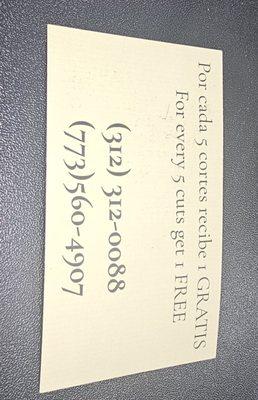 Por cada 5 cortes recibe 1 GRATIS
For every 5 cuts get 1 FREE
(312) 312-0088
(773)560-4907